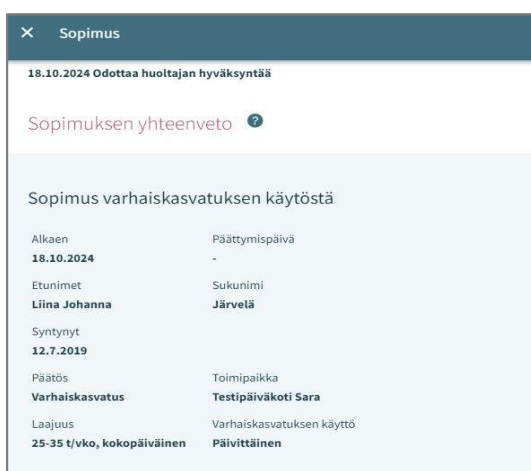 × Sopimus
18.10.2024 Odottaa huoltajan hyväksyntää
Sopimuksen yhteenveto ?
Sopimus varhaiskasvatuksen käytöstä
Alkaen Päättymispäivä
18.10.2024 -
Etunimet Sukunimi
Liina Johanna Järvelä
Syntynyt
12.7.2019
Päätös Toimipaikka
Varhaiskasvatus Testipäiväkoti Sara
Laajuus Varhaiskasvatuksen käyttö
25-35 t/vko, kokopäiväinen Päivittäinen